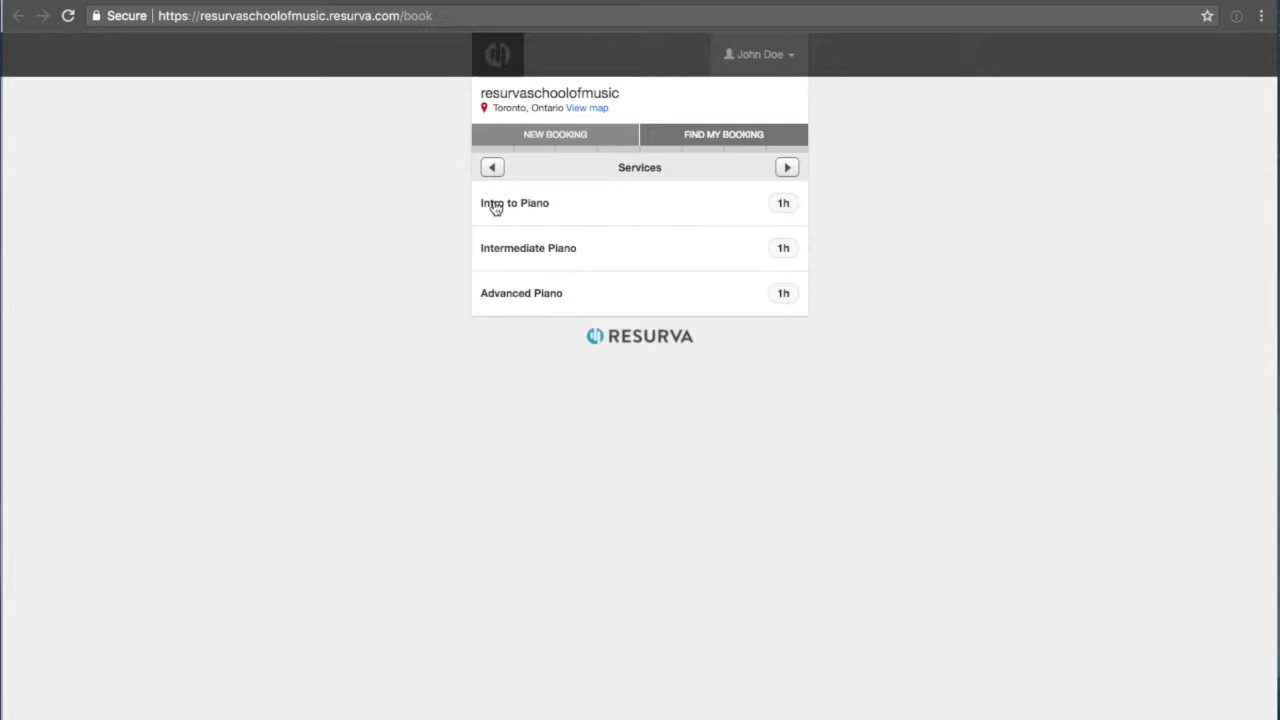 Secure https://resurvaschoolofmusic.resurva.com/book
John Doe
resurvaschoolofmusic
Toronto, Ontario View map
NEW BOOKING FIND MY BOOKING
Services
Intro to Piano 1h
Intermediate Piano 1h
Advanced Piano 1h
RESURVA